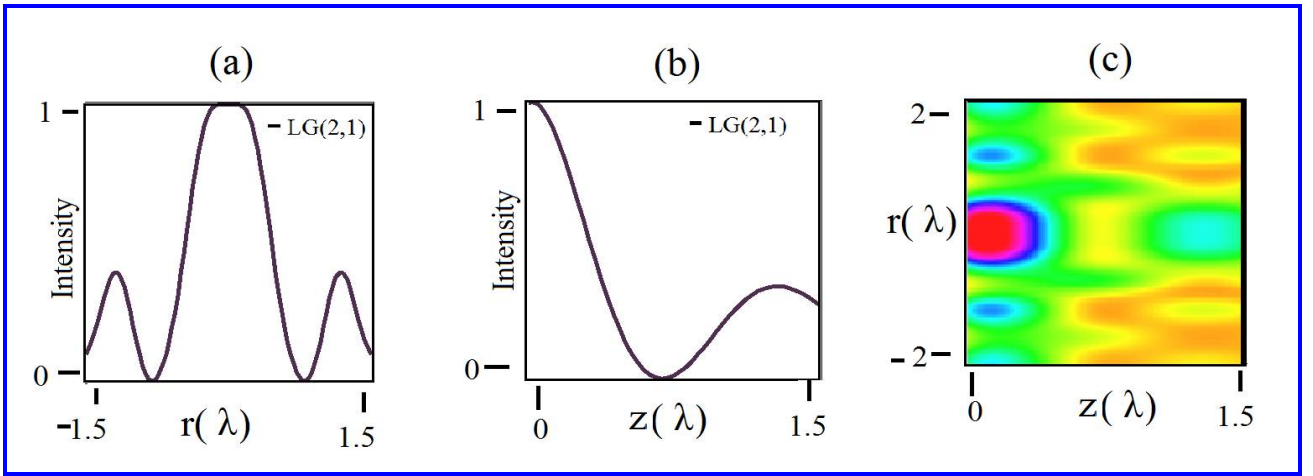 (a)
1
LG(2,1)
Intensity
0
-1.5
r( λ)
1.5
(b)
1
LG(2,1)
Intensity
0
0
z( λ)
1.5
(c)
2
r( λ)
-2
0
z( λ)
1.5